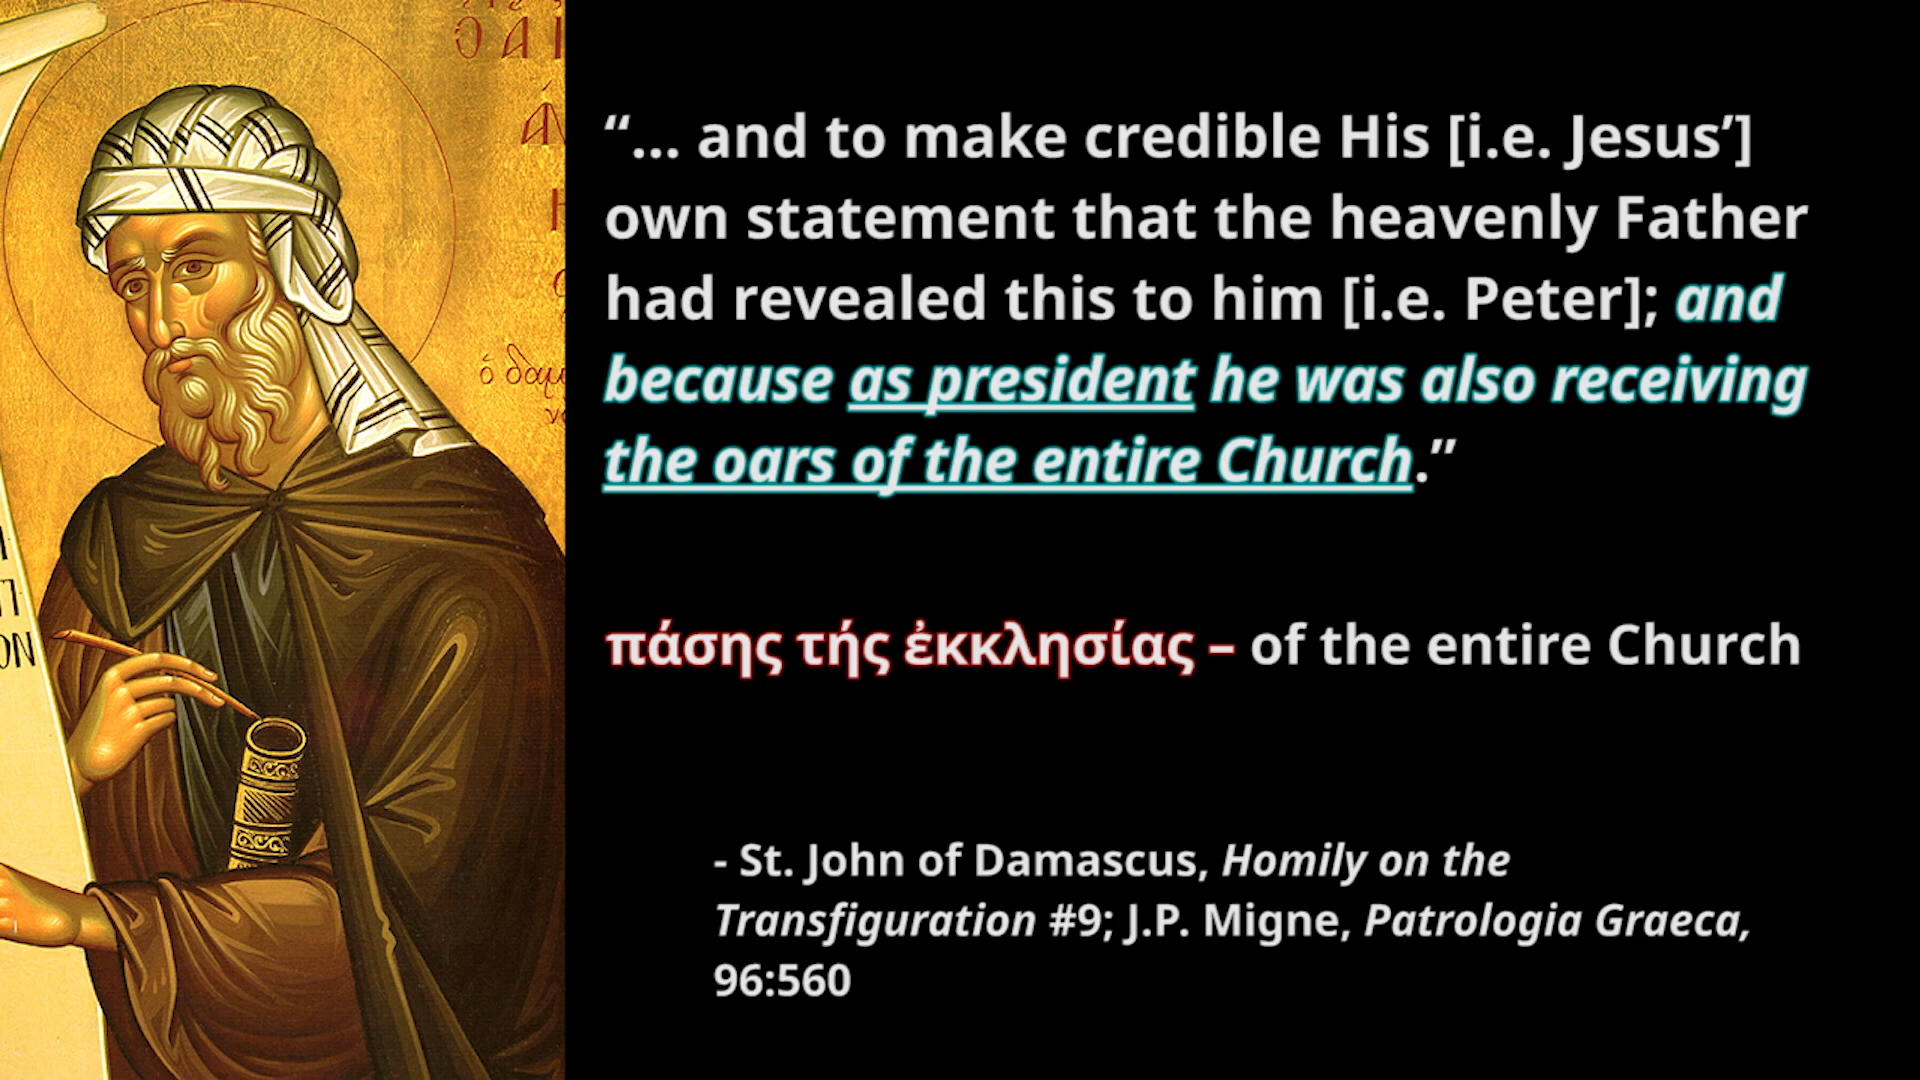 “... and to make credible His [i.e. Jesus’]
own statement that the heavenly Father
had revealed this to him [i.e. Peter]; and
because as president he was also receiving
the oars of the entire Church.”
πάσης τής ἐκκλησίας – of the entire Church
- St. John of Damascus, Homily on the
Transfiguration #9; J.P. Migne, Patrologia Graeca,
96:560